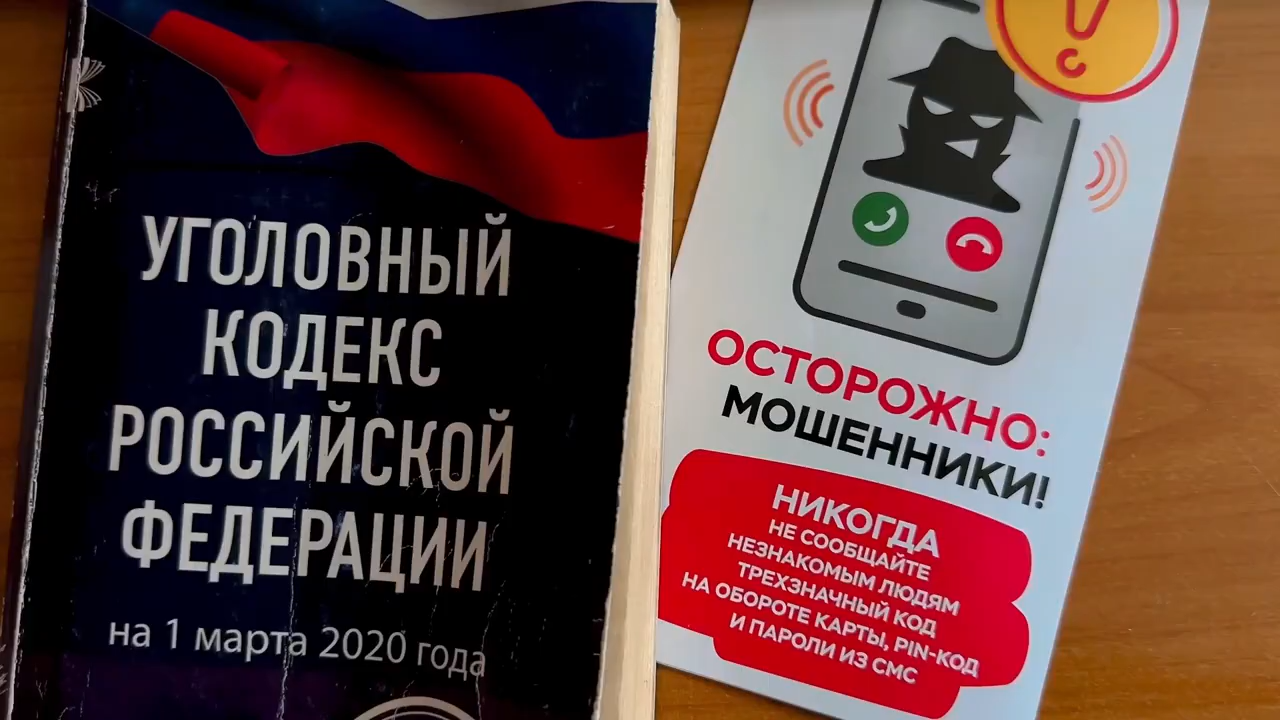 УГОЛОВНЫЙ
КОДЕКС
РОССИЙСКОЙ
ФЕДЕРАЦИИ
на 1 марта 2020 года
ОСТОРОЖНО:
МОШЕННИКИ!
НИКОГДА
НЕ СООБЩАЙТЕ
НЕЗНАКОМЫМ ЛЮДЯМ
ТРЕХЗНАЧНЫЙ КОД
НА ОБОРОТЕ КАРТЫ, PIN-КОД
И ПАРОЛИ ИЗ СМС